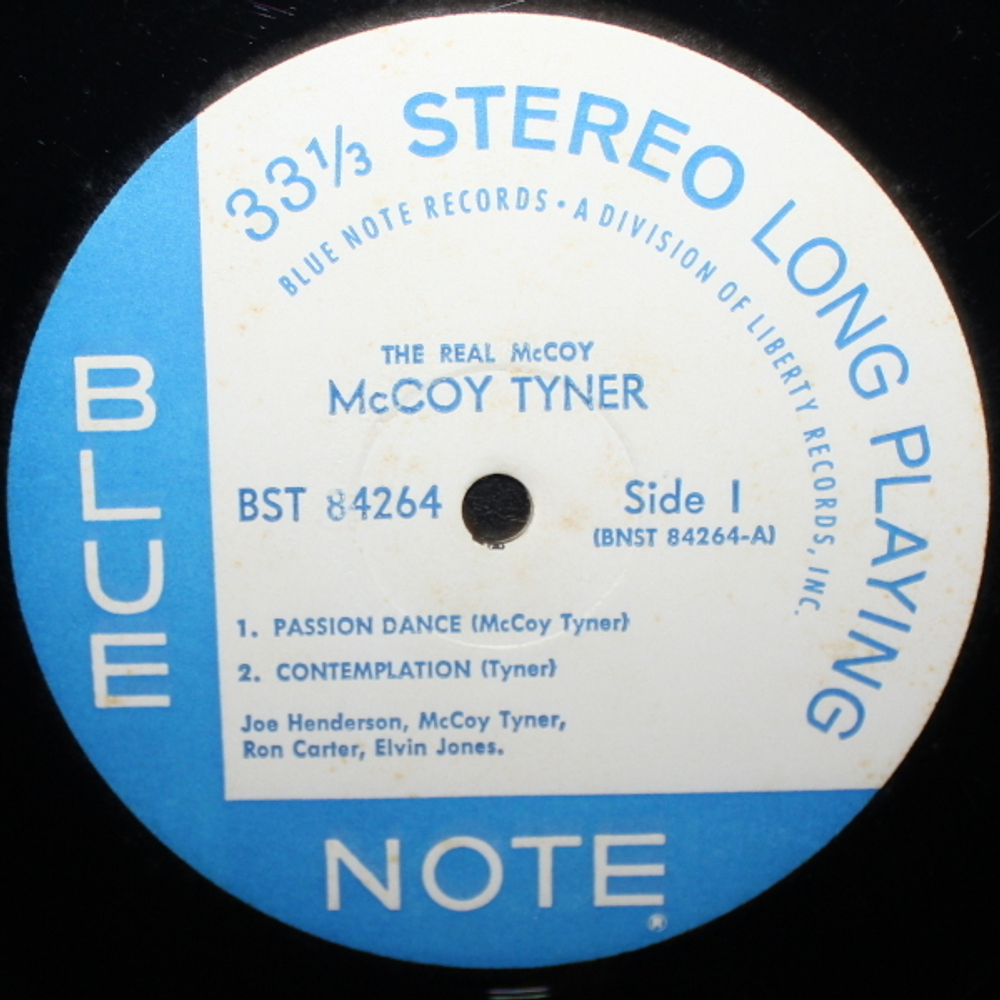 33 1/3 STEREO LONG PLAYING
BLUE NOTE RECORDS • A DIVISION OF LIBERTY RECORDS, INC.
THE REAL McCOY
McCOY TYNER
BST 84264
Side 1
(BNST 84264-A)
1. PASSION DANCE (McCoy Tyner)
2. CONTEMPLATION (Tyner)
Joe Henderson, McCoy Tyner,
Ron Carter, Elvin Jones.
BLUE
NOTE®